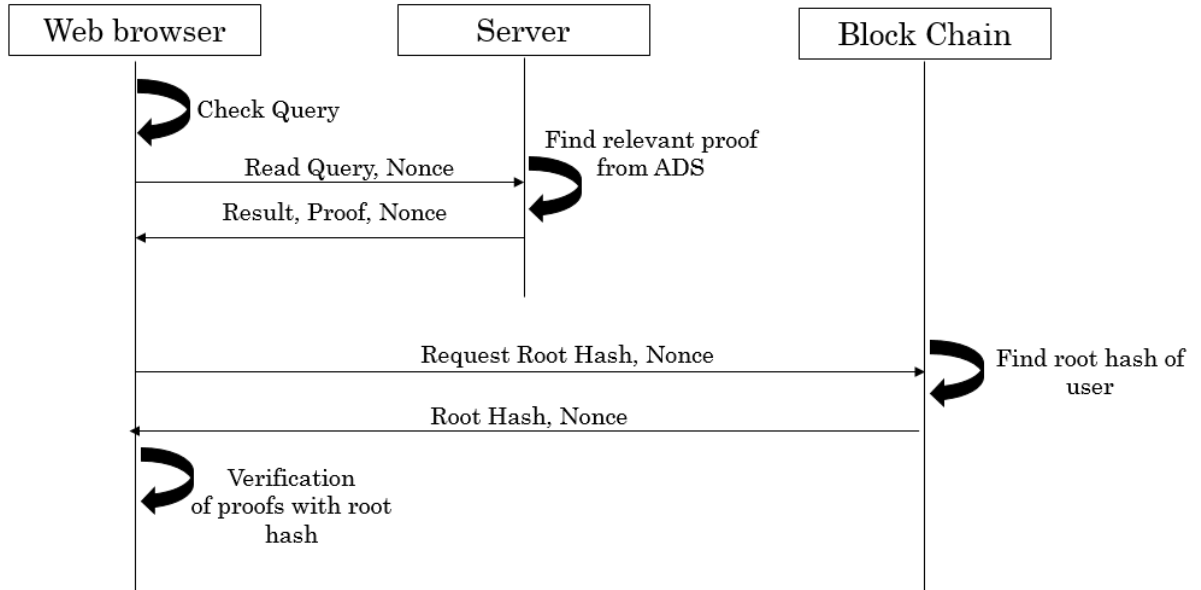 Web browser
Server
Block Chain
Check Query
Find relevant proof
from ADS
Read Query, Nonce
Result, Proof, Nonce
Request Root Hash, Nonce
Find root hash of
user
Root Hash, Nonce
Verification
of proofs with root
hash